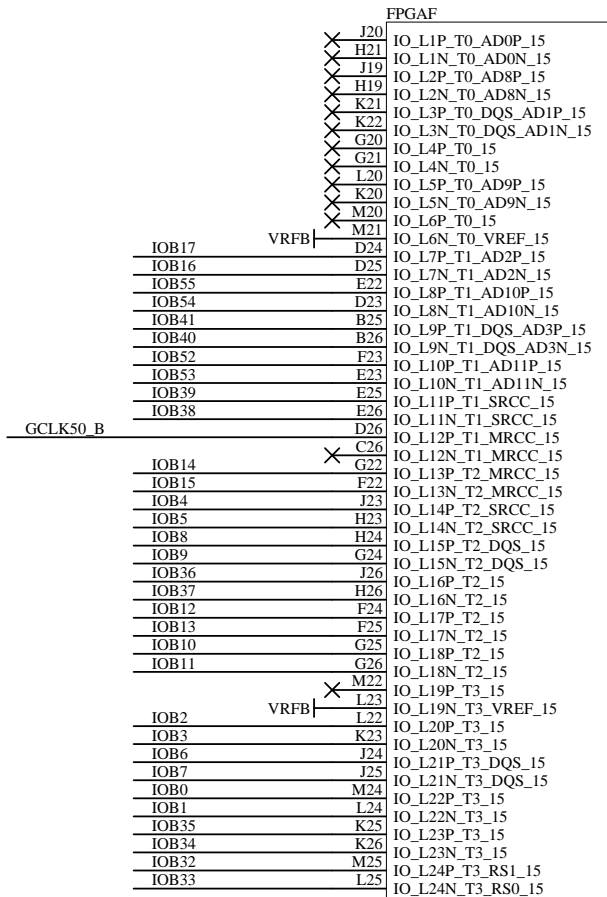 FPGAF
J20 IO_L1P_T0_AD0P_15
H21 IO_L1N_T0_AD0N_15
J19 IO_L2P_T0_AD8P_15
H19 IO_L2N_T0_AD8N_15
K21 IO_L3P_T0_DQS_AD1P_15
K22 IO_L3N_T0_DQS_AD1N_15
G20 IO_L4P_T0_15
G21 IO_L4N_T0_15
L20 IO_L5P_T0_AD9P_15
K20 IO_L5N_T0_AD9N_15
M20 IO_L6P_T0_15
VRFB M21 IO_L6N_T0_VREF_15
IOB17 D24 IO_L7P_T1_AD2P_15
IOB16 D25 IO_L7N_T1_AD2N_15
IOB55 E22 IO_L8P_T1_AD10P_15
IOB54 D23 IO_L8N_T1_AD10N_15
IOB41 B25 IO_L9P_T1_DQS_AD3P_15
IOB40 B26 IO_L9N_T1_DQS_AD3N_15
IOB52 F23 IO_L10P_T1_AD11P_15
IOB53 E23 IO_L10N_T1_AD11N_15
IOB39 E25 IO_L11P_T1_SRCC_15
IOB38 E26 IO_L11N_T1_SRCC_15
GCLK50_B D26 IO_L12P_T1_MRCC_15
C26 IO_L12N_T1_MRCC_15
IOB14 G22 IO_L13P_T2_MRCC_15
IOB15 F22 IO_L13N_T2_MRCC_15
IOB4 J23 IO_L14P_T2_SRCC_15
IOB5 H23 IO_L14N_T2_SRCC_15
IOB8 H24 IO_L15P_T2_DQS_15
IOB9 G24 IO_L15N_T2_DQS_15
IOB36 J26 IO_L16P_T2_15
IOB37 H26 IO_L16N_T2_15
IOB12 F24 IO_L17P_T2_15
IOB13 F25 IO_L17N_T2_15
IOB10 G25 IO_L18P_T2_15
IOB11 G26 IO_L18N_T2_15
M22 IO_L19P_T3_15
VRFB L23 IO_L19N_T3_VREF_15
IOB2 L22 IO_L20P_T3_15
IOB3 K23 IO_L20N_T3_15
IOB6 J24 IO_L21P_T3_DQS_15
IOB7 J25 IO_L21N_T3_DQS_15
IOB0 M24 IO_L22P_T3_15
IOB1 L24 IO_L22N_T3_15
IOB35 K25 IO_L23P_T3_15
IOB34 K26 IO_L23N_T3_15
IOB32 M25 IO_L24P_T3_RS1_15
IOB33 L25 IO_L24N_T3_RS0_15